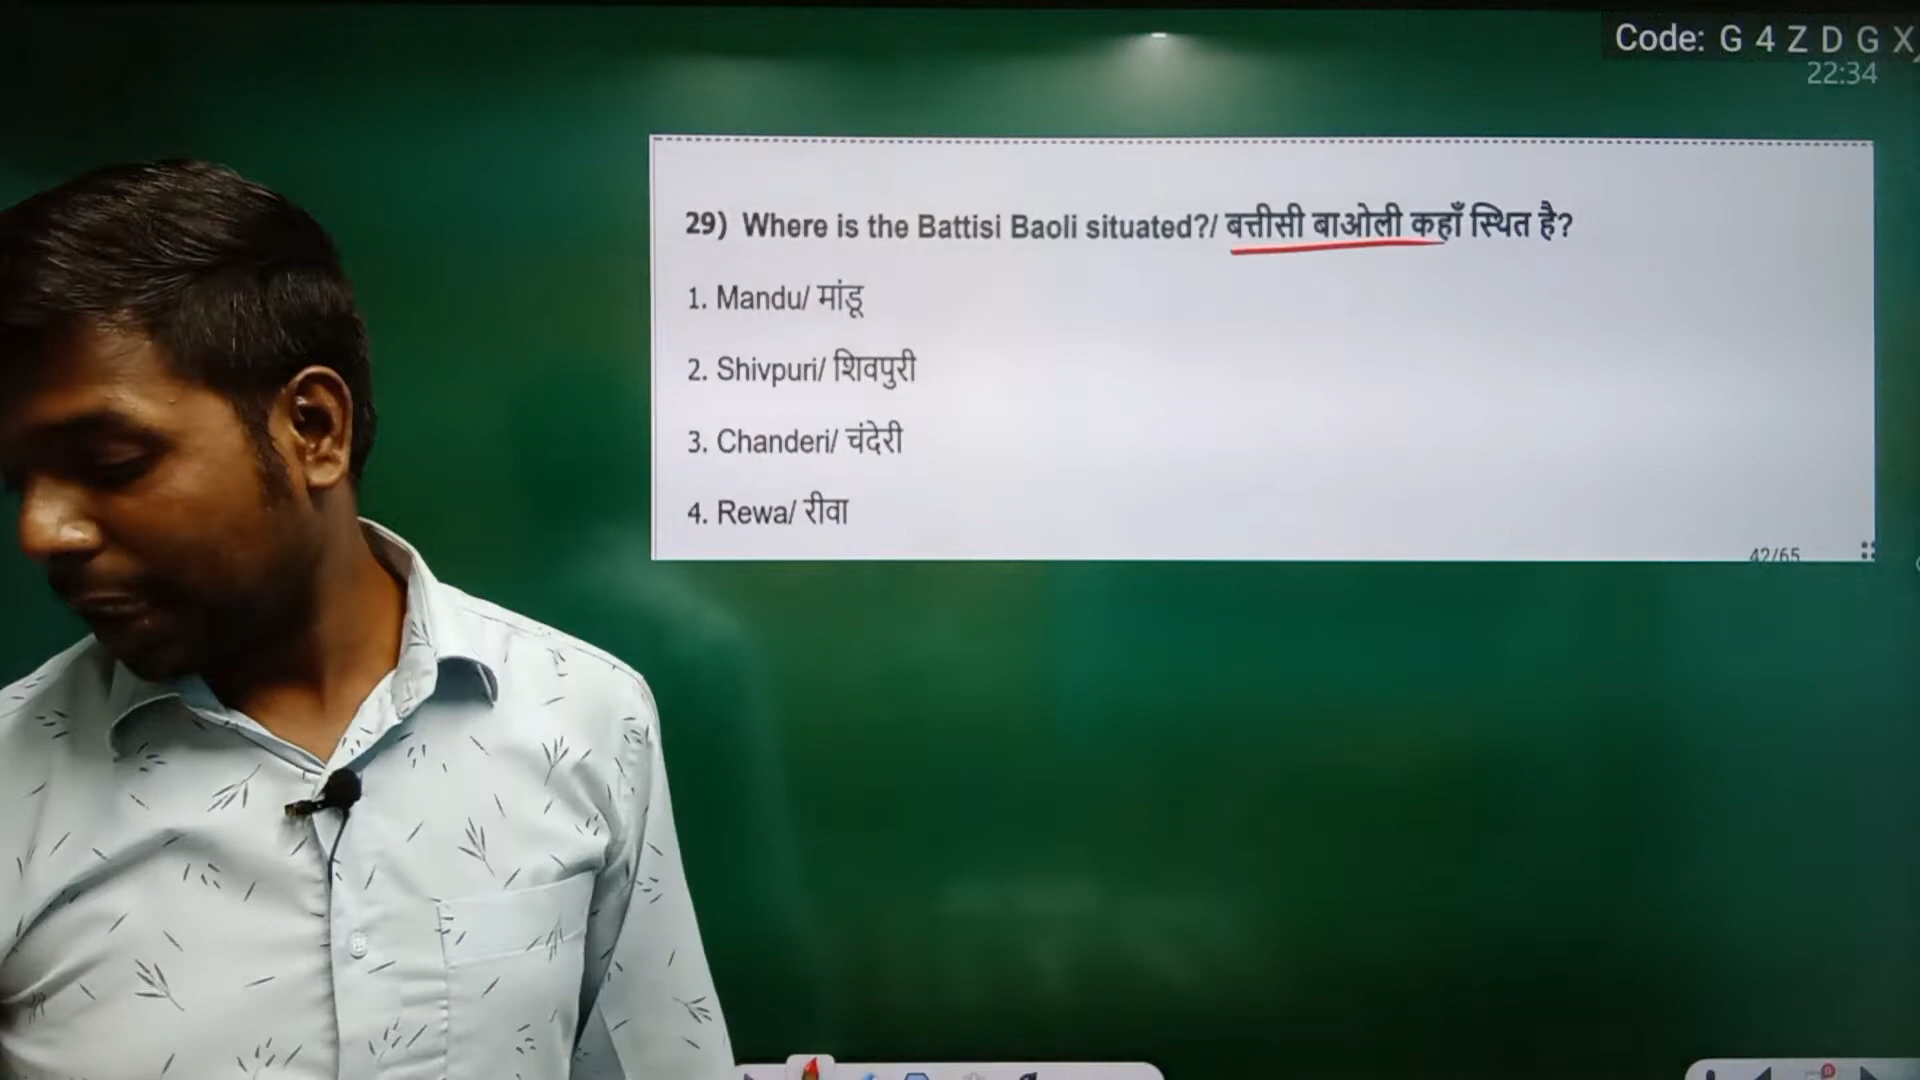 Code: G 4 Z D G X
22:34
29) Where is the Battisi Baoli situated?/ बत्तीसी बाओली कहाँ स्थित है?
1. Mandu/ मांडू
2. Shivpuri/ शिवपुरी
3. Chanderi/ चंदेरी
4. Rewa/ रीवा
42/65